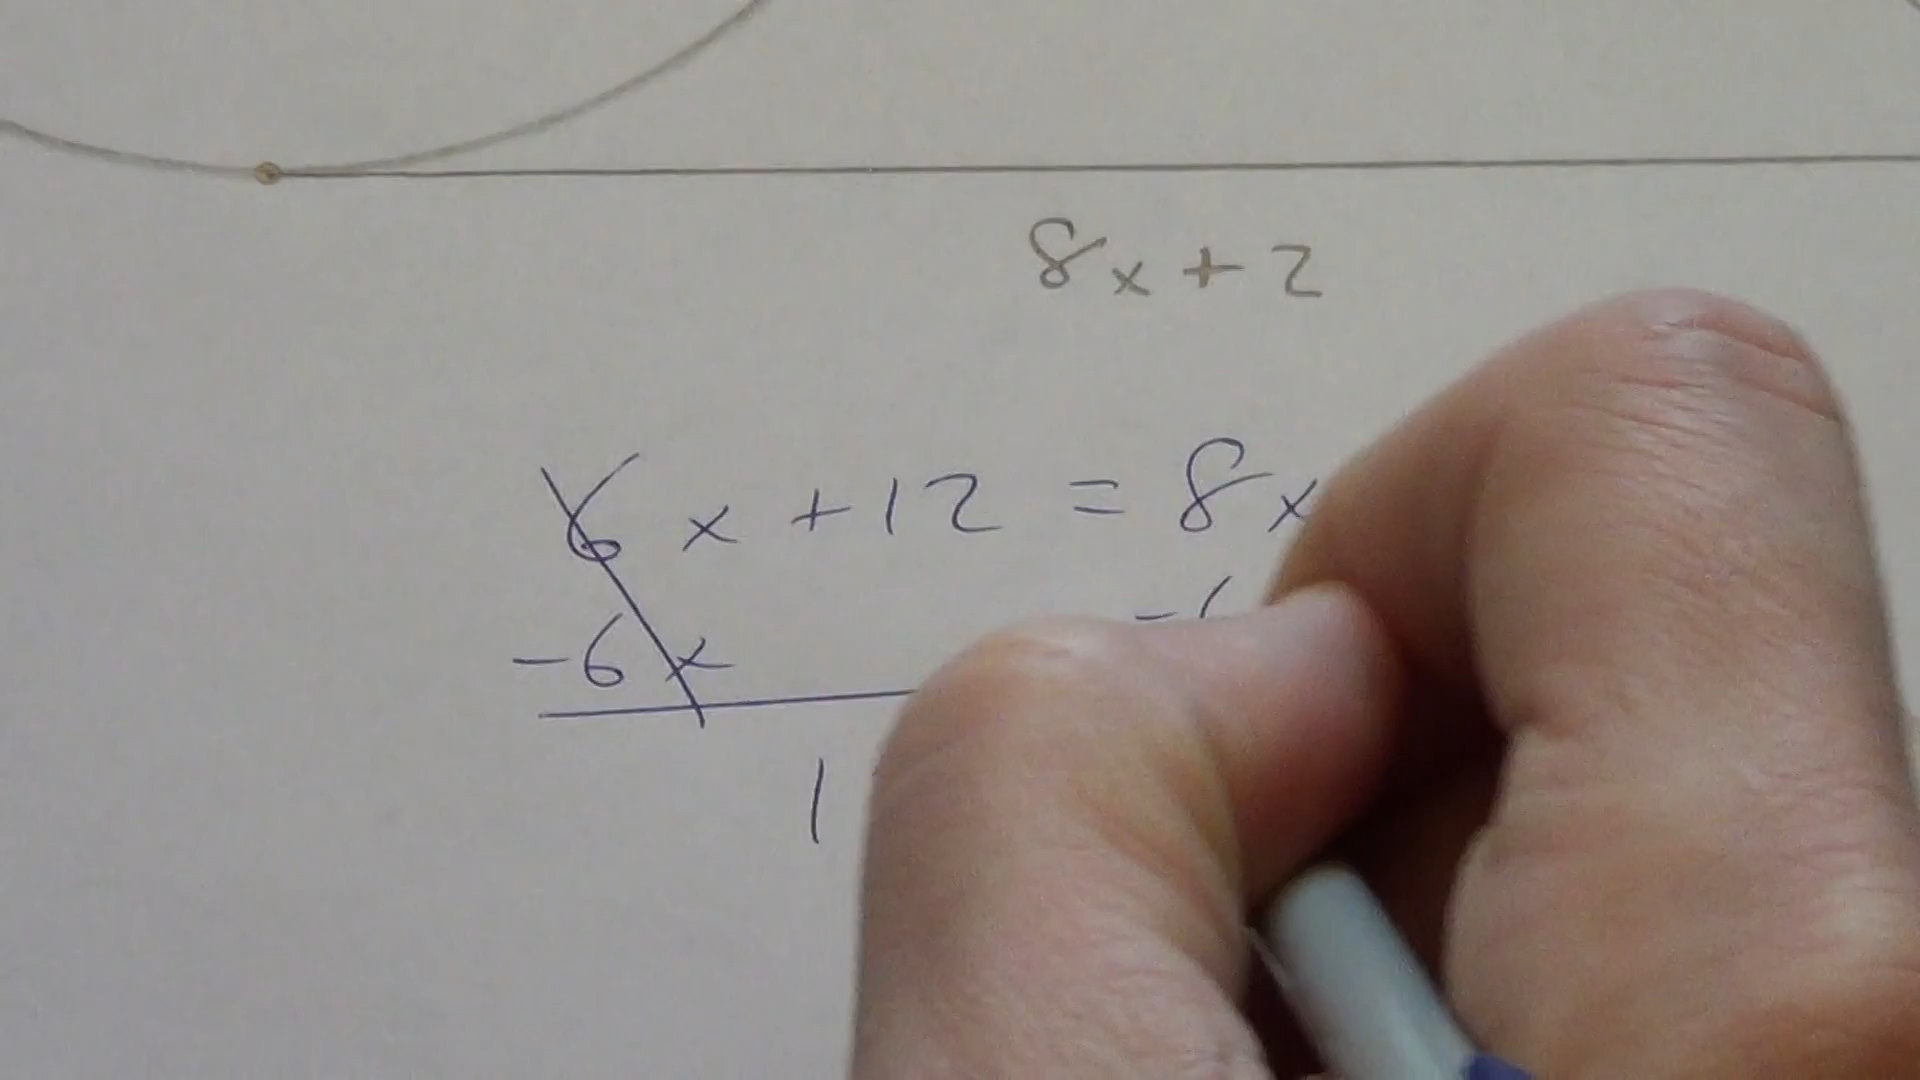 8x + 2
6x + 12 = 8x
-6x
1